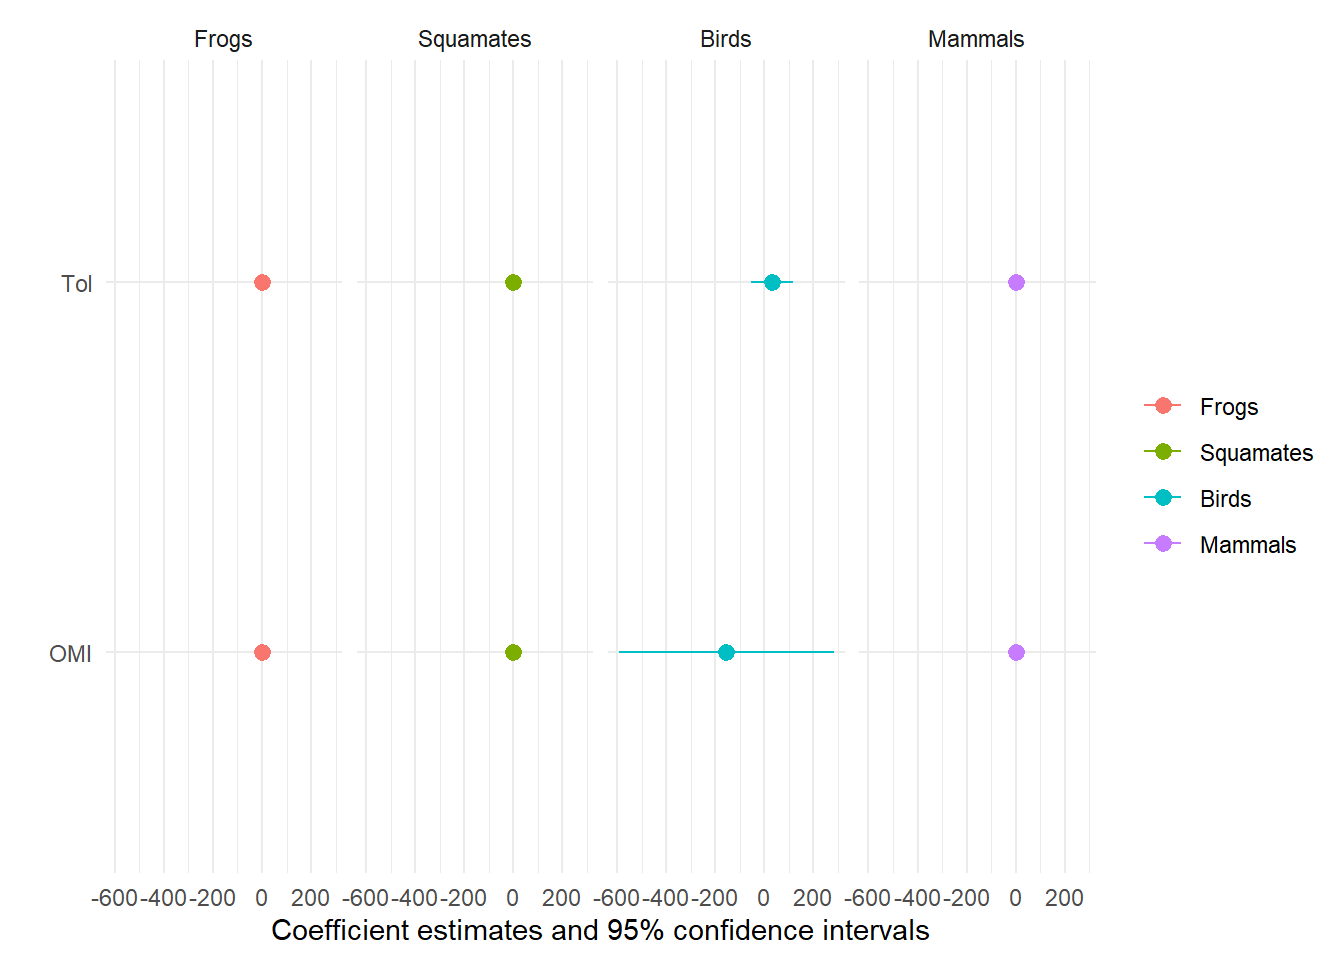 Frogs Squamates Birds Mammals
Tol
OMI
Frogs
Squamates
Birds
Mammals
-600 -400 -200 0 200 -600 -400 -200 0 200 -600 -400 -200 0 200 -600 -400 -200 0 200
Coefficient estimates and 95% confidence intervals